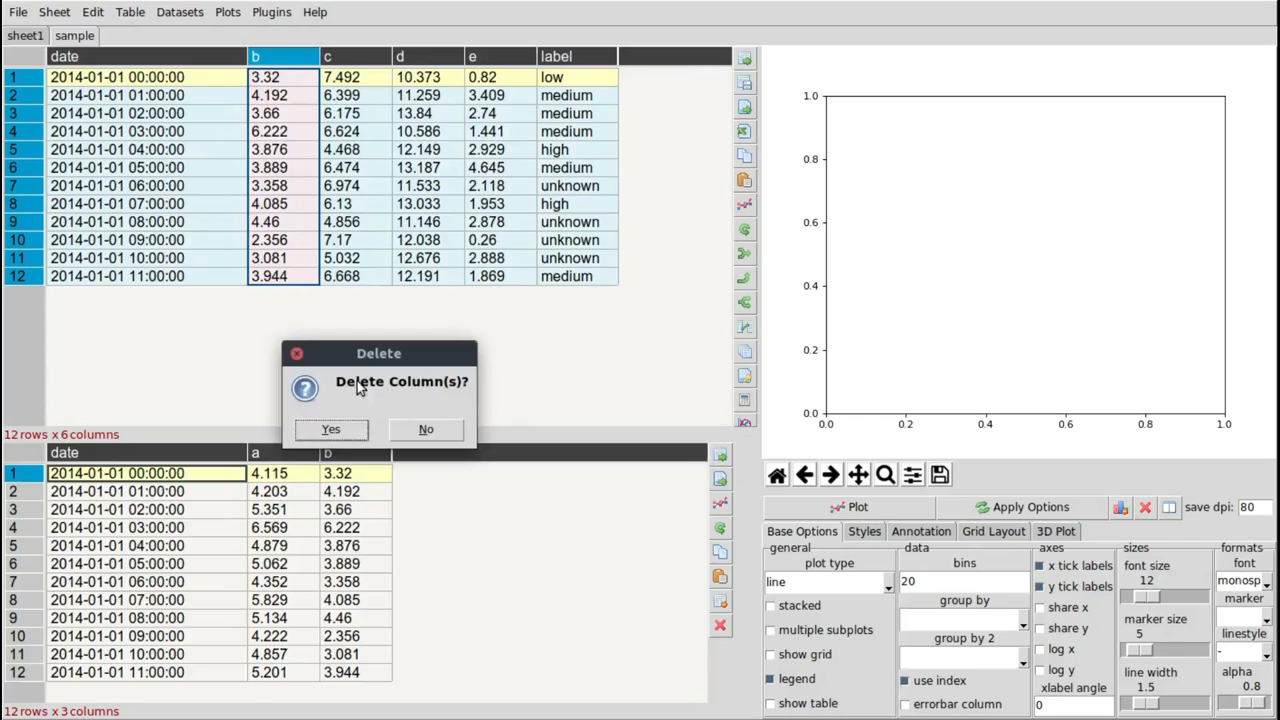 File Sheet Edit Table Datasets Plots Plugins Help
sheet1 sample
date b c d e label
1 2014-01-01 00:00:00 3.32 7.492 10.373 0.82 low
2 2014-01-01 01:00:00 4.192 6.399 11.259 3.409 medium
3 2014-01-01 02:00:00 3.66 6.175 13.84 2.74 medium
4 2014-01-01 03:00:00 6.222 6.624 10.586 1.441 medium
5 2014-01-01 04:00:00 3.876 4.468 12.149 2.929 high
6 2014-01-01 05:00:00 3.889 6.474 13.187 4.645 medium
7 2014-01-01 06:00:00 3.358 6.974 11.533 2.118 unknown
8 2014-01-01 07:00:00 4.085 6.13 13.033 1.953 high
9 2014-01-01 08:00:00 4.46 4.856 11.146 2.878 unknown
10 2014-01-01 09:00:00 2.356 7.17 12.038 0.26 unknown
11 2014-01-01 10:00:00 3.081 5.032 12.676 2.888 unknown
12 2014-01-01 11:00:00 3.944 6.668 12.191 1.869 medium
Delete
Delete Column(s)?
Yes No
12 rows x 6 columns
date a b
1 2014-01-01 00:00:00 4.115 3.32
2 2014-01-01 01:00:00 4.203 4.192
3 2014-01-01 02:00:00 5.351 3.66
4 2014-01-01 03:00:00 6.569 6.222
5 2014-01-01 04:00:00 4.879 3.876
6 2014-01-01 05:00:00 5.062 3.889
7 2014-01-01 06:00:00 4.352 3.358
8 2014-01-01 07:00:00 5.829 4.085
9 2014-01-01 08:00:00 5.134 4.46
10 2014-01-01 09:00:00 4.222 2.356
11 2014-01-01 10:00:00 4.857 3.081
12 2014-01-01 11:00:00 5.201 3.944
12 rows x 3 columns
1.0
0.8
0.6
0.4
0.2
0.0
0.0 0.2 0.4 0.6 0.8 1.0
Plot Apply Options save dpi: 80
Base Options Styles Annotation Grid Layout 3D Plot
general
plot type
line
stacked
multiple subplots
show grid
legend
show table
data
bins
20
group by
group by 2
use index
errorbar column
axes
x tick labels
y tick labels
share x
share y
log x
log y
xlabel angle
0
sizes
font size
12
marker size
5
line width
1.5
formats
font
monosp
marker
linestyle
-
alpha
0.8